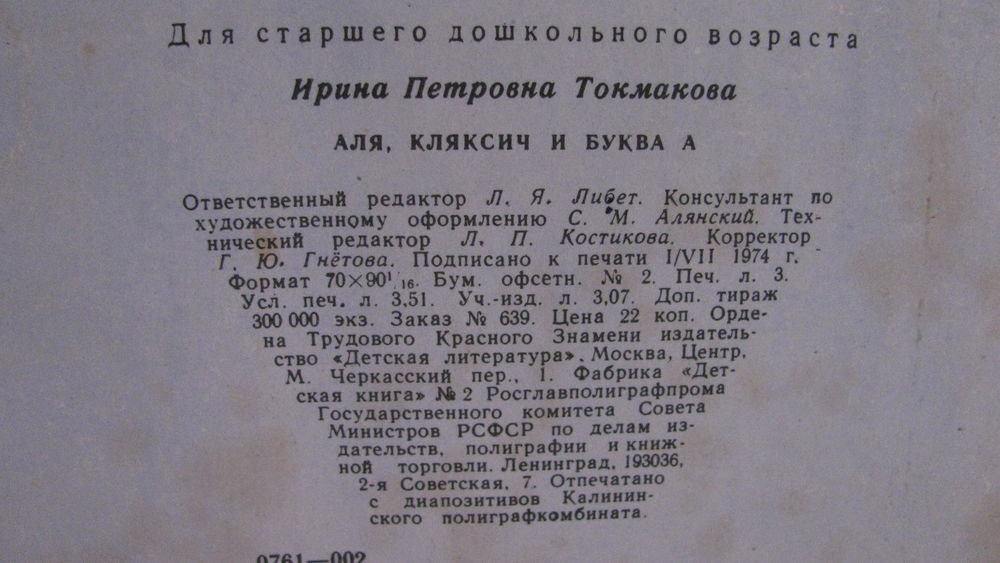 Для старшего дошкольного возраста
Ирина Петровна Токмакова
АЛЯ, КЛЯКСИЧ И БУКВА А
Ответственный редактор Л. Я. Либет. Консультант по
художественному оформлению С. М. Алянский. Тех-
нический редактор Л. П. Костикова. Корректор
Г. Ю. Гнётова. Подписано к печати I/VII 1974 г.
Формат 70×90¹/₁₆. Бум. офсетн. № 2. Печ. л. 3.
Усл. печ. л. 3,51. Уч.-изд. л. 3,07. Доп. тираж
300 000 экз. Заказ № 639. Цена 22 коп. Орде-
на Трудового Красного Знамени издатель-
ство «Детская литература». Москва, Центр,
М. Черкасский пер., 1. Фабрика «Дет-
ская книга» № 2 Росглавполиграфпрома
Государственного комитета Совета
Министров РСФСР по делам из-
дательств, полиграфии и книж-
ной торговли. Ленинград, 193036,
2-я Советская, 7. Отпечатано
с диапозитивов Калинин-
ского полиграфкомбината.
0761—002